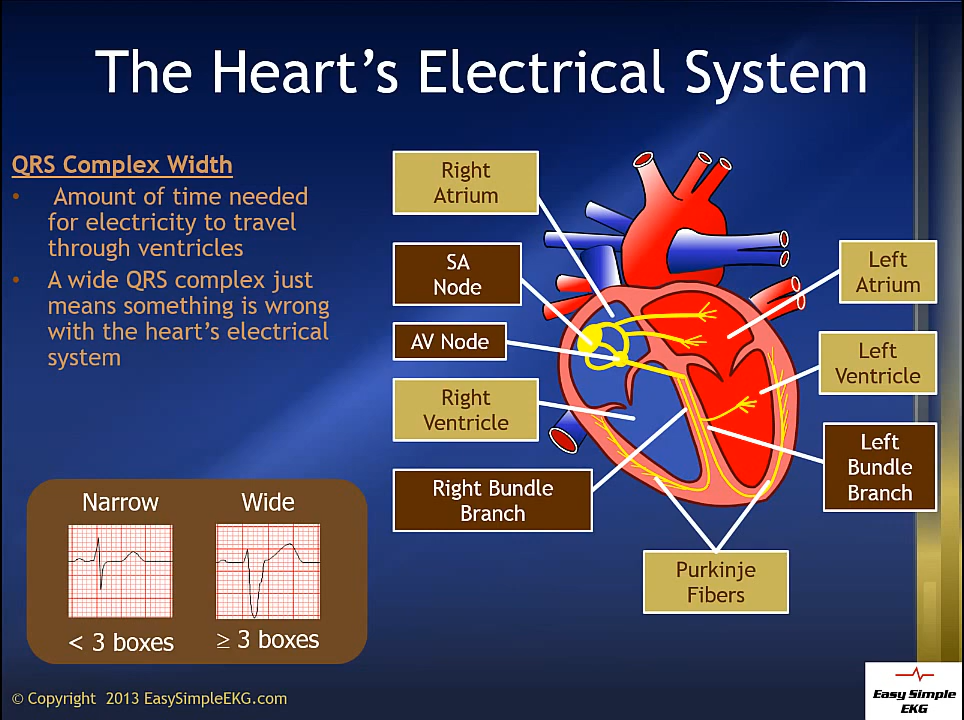 The Heart's Electrical System
QRS Complex Width
• Amount of time needed
for electricity to travel
through ventricles
• A wide QRS complex just
means something is wrong
with the heart's electrical
system
Right
Atrium
SA
Node
AV Node
Right
Ventricle
Right Bundle
Branch
Left
Atrium
Left
Ventricle
Left
Bundle
Branch
Purkinje
Fibers
Narrow
Wide
< 3 boxes
≥ 3 boxes
© Copyright 2013 EasySimpleEKG.com
Easy Simple
EKG